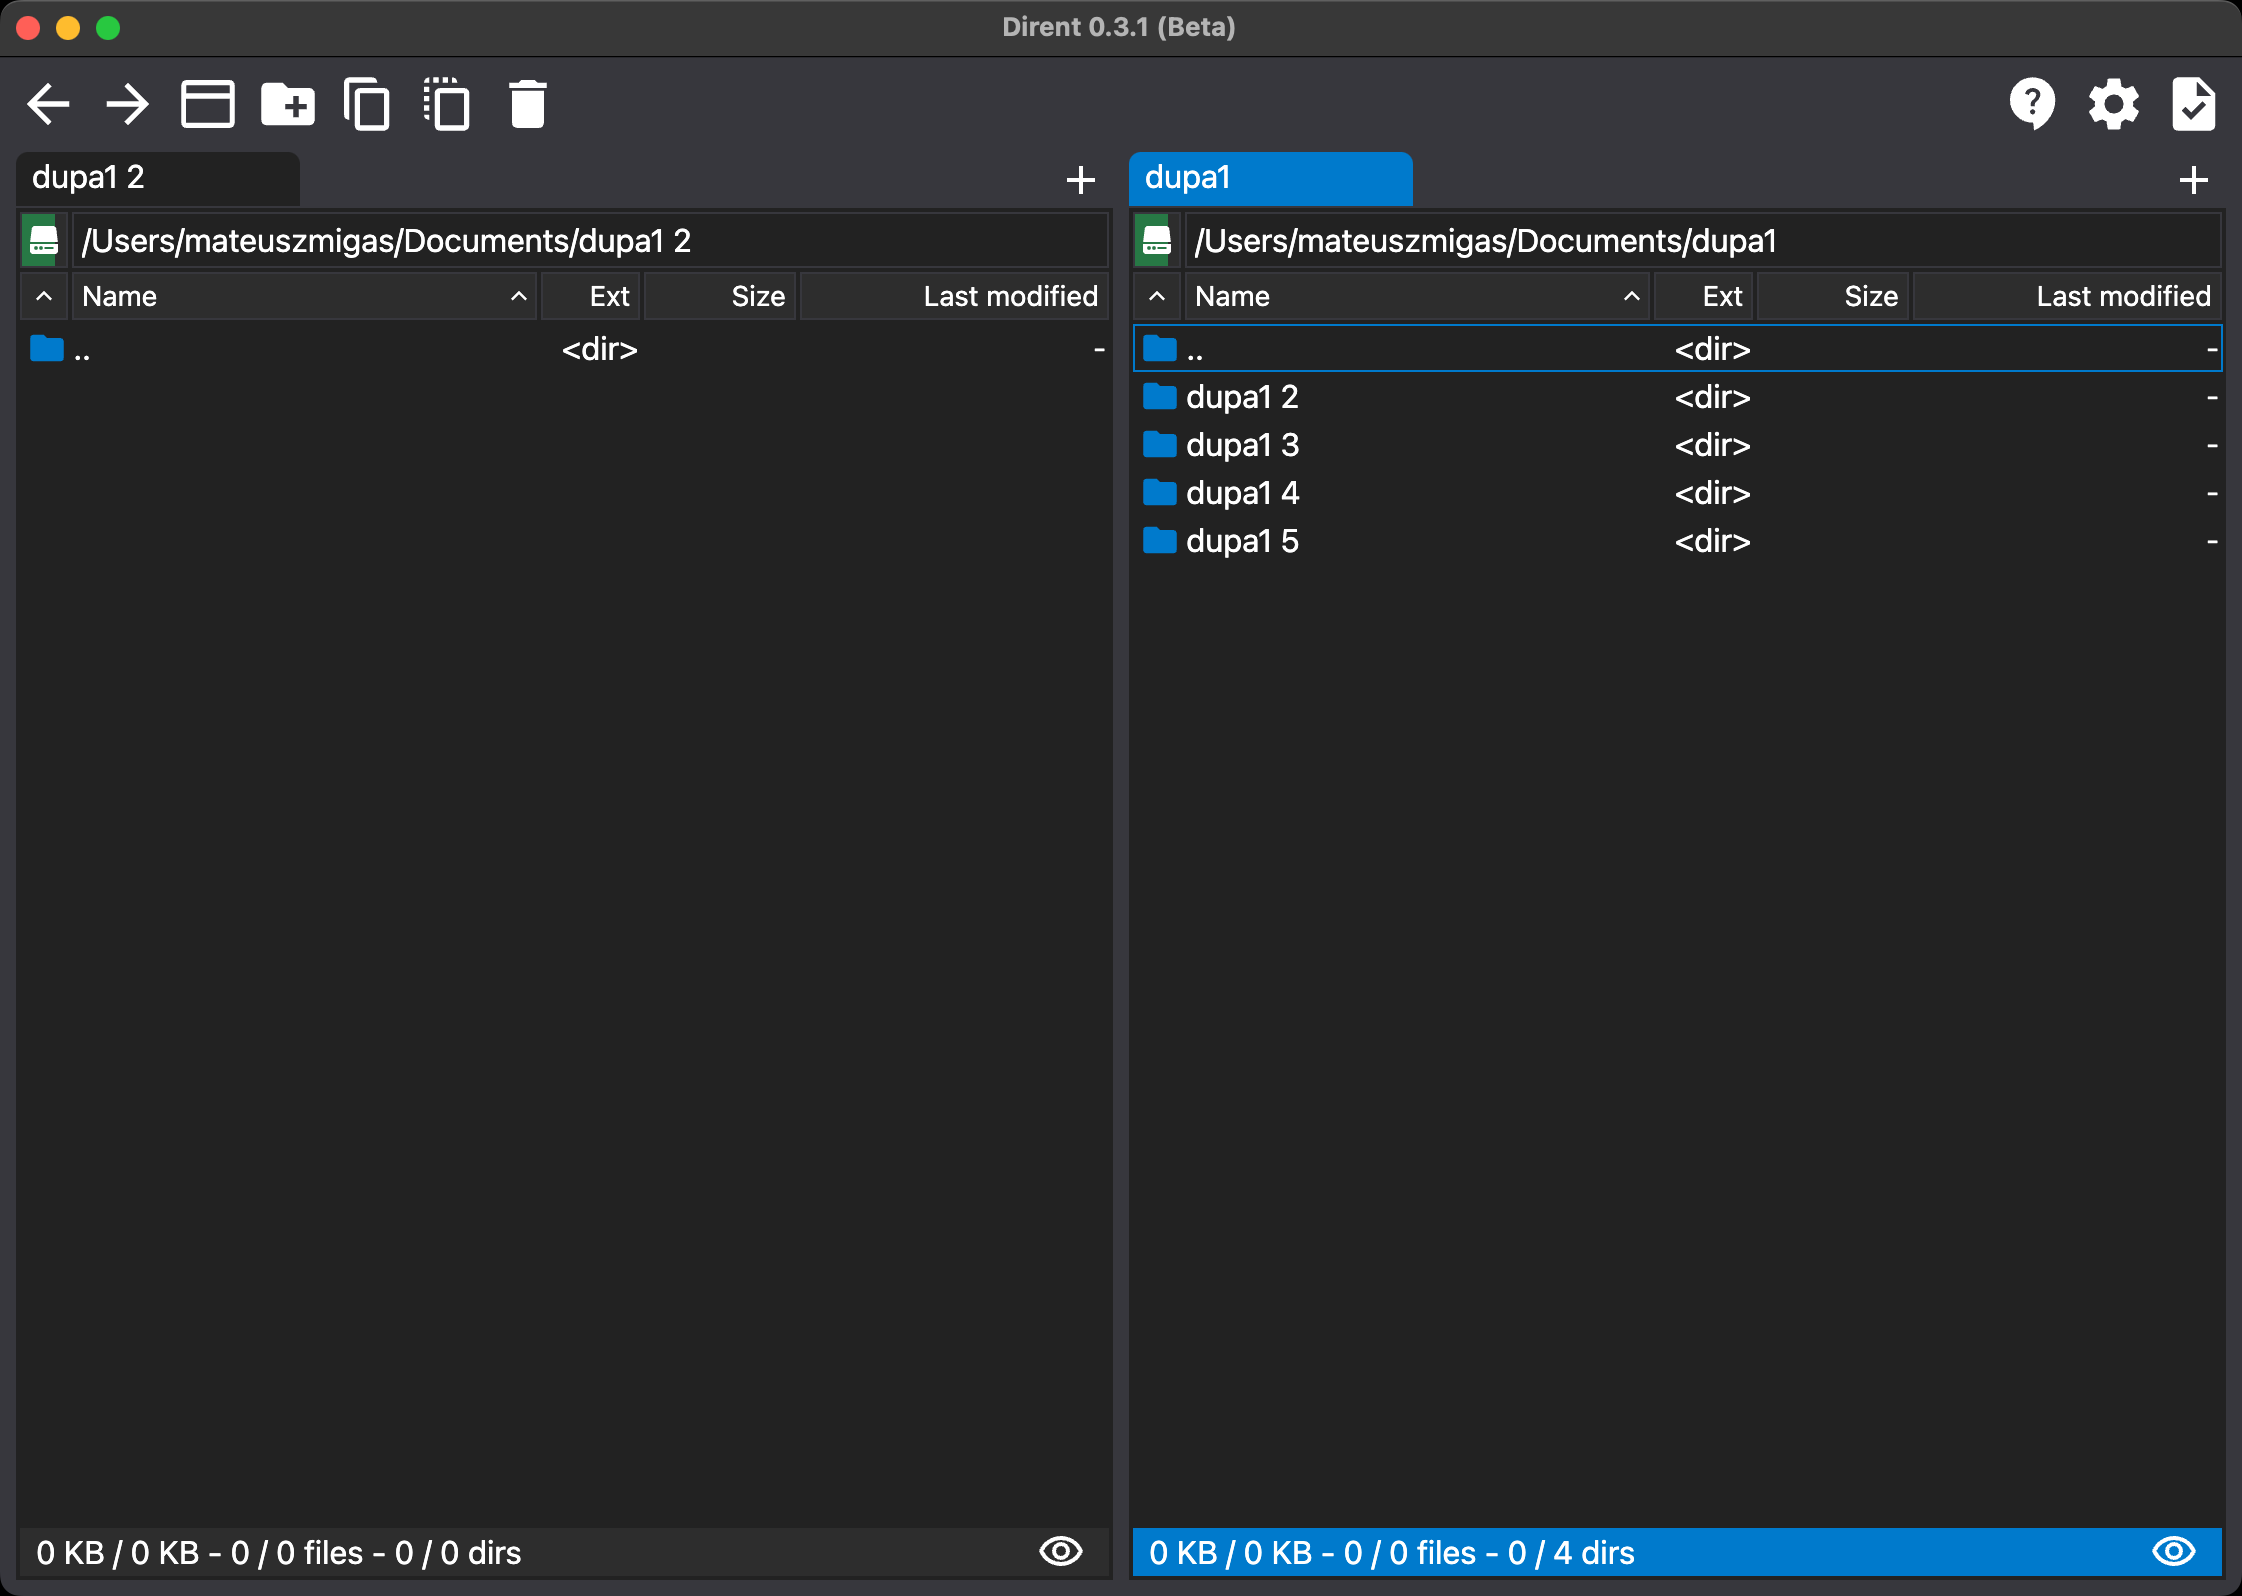 Dirent 0.3.1 (Beta)
dupa1 2
/Users/mateuszmigas/Documents/dupa1 2
Name Ext Size Last modified
.. <dir> -
0 KB / 0 KB - 0 / 0 files - 0 / 0 dirs
dupa1
/Users/mateuszmigas/Documents/dupa1
Name Ext Size Last modified
.. <dir> -
dupa1 2 <dir> -
dupa1 3 <dir> -
dupa1 4 <dir> -
dupa1 5 <dir> -
0 KB / 0 KB - 0 / 0 files - 0 / 4 dirs